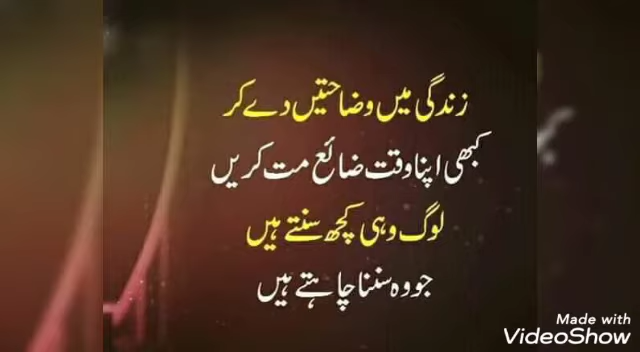 زندگی میں وضاحتیں دے کر
کبھی اپنا وقت ضائع مت کریں
لوگ وہی کچھ سنتے ہیں
جو وہ سننا چاہتے ہیں
Made with
VideoShow